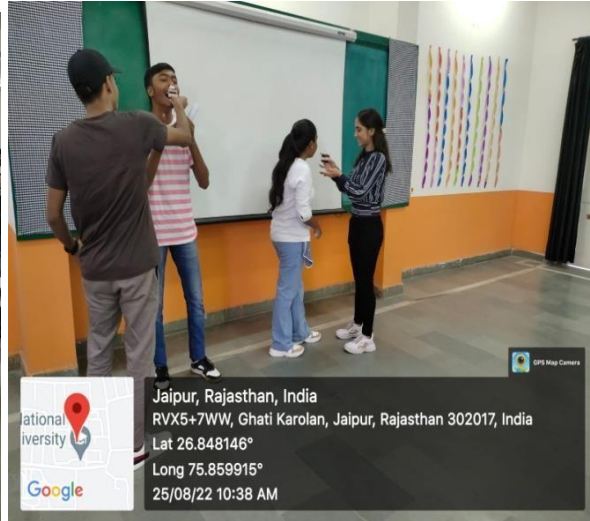 GPS Map Camera
Jaipur, Rajasthan, India
RVX5+7WW, Ghati Karolan, Jaipur, Rajasthan 302017, India
Lat 26.848146°
Long 75.859915°
25/08/22 10:38 AM
ational
iversity
Google